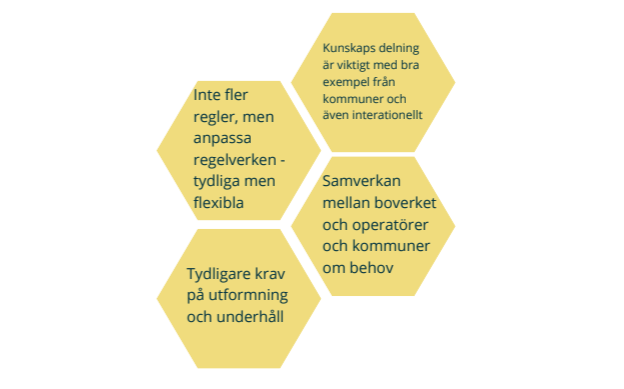 Kunskaps delning
är viktigt med bra
exempel från
kommuner och
även interationellt
Inte fler
regler, men
anpassa
regelverken -
tydliga men
flexibla
Samverkan
mellan boverket
och operatörer
och kommuner
om behov
Tydligare krav
på utformning
och underhåll